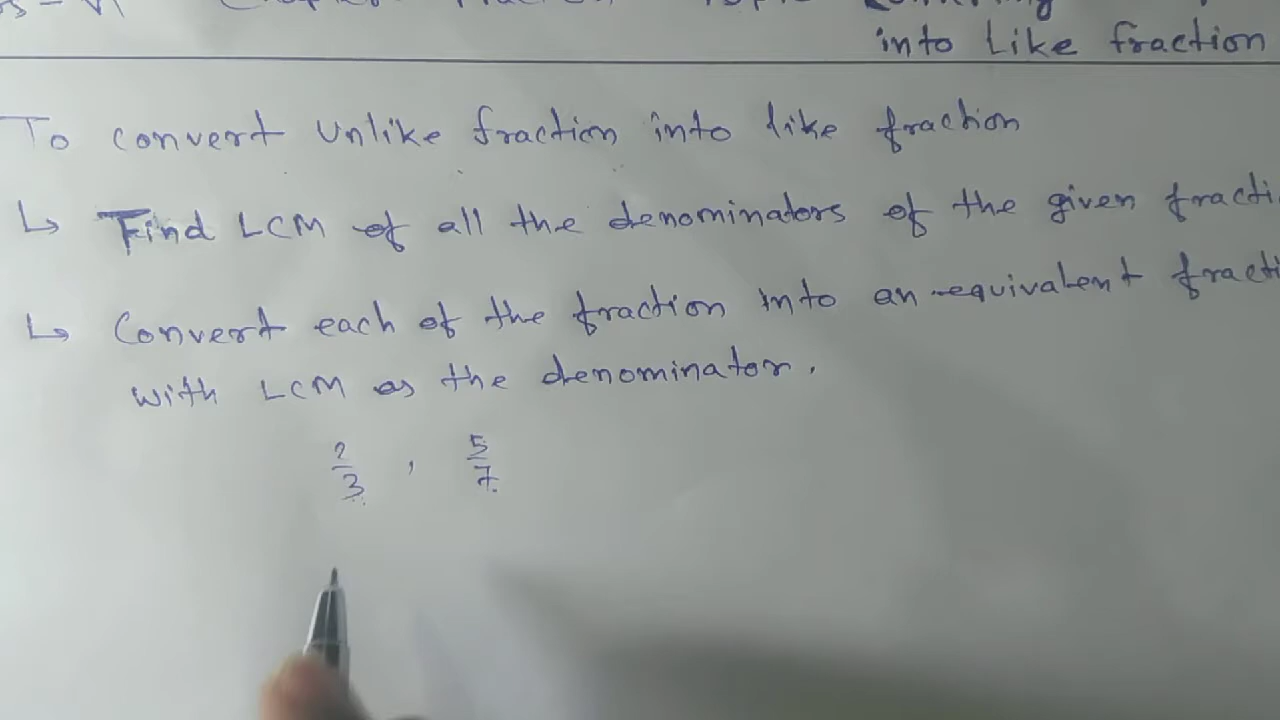 into like fraction
To convert Unlike fraction into like fraction
↳ Find LCM of all the denominators of the given fracti
↳ Convert each of the fraction into an equivalent fracti
with LCM as the denominator.
2/3 , 5/7